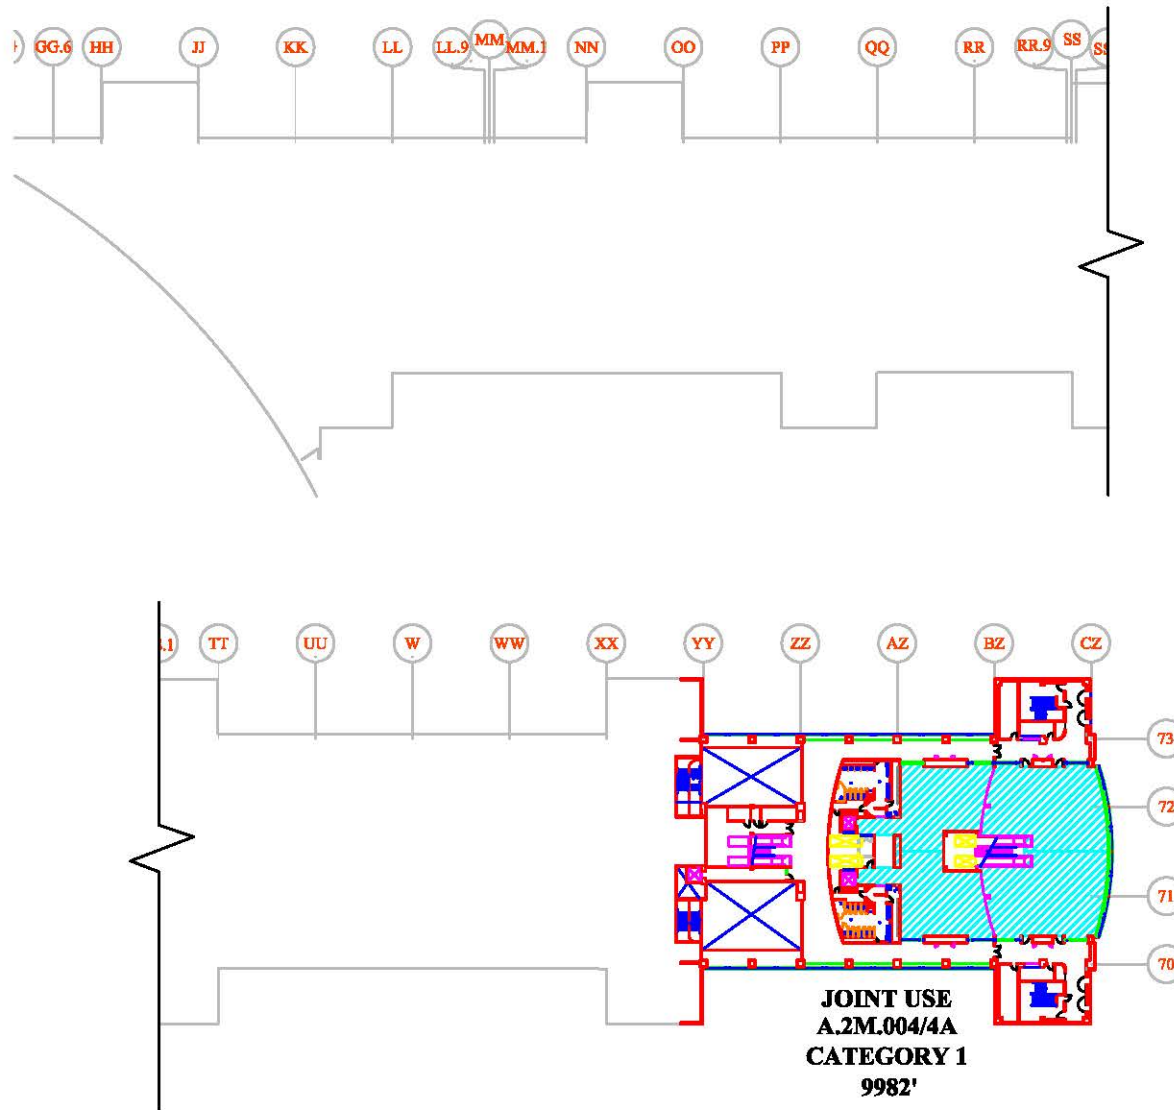 GG.6 HH JJ KK LL LL.9 MM MM.1 NN OO PP QQ RR RR.9 SS
TT UU W WW XX YY ZZ AZ BZ CZ
73
72
71
70
JOINT USE
A.2M.004/4A
CATEGORY 1
9982'